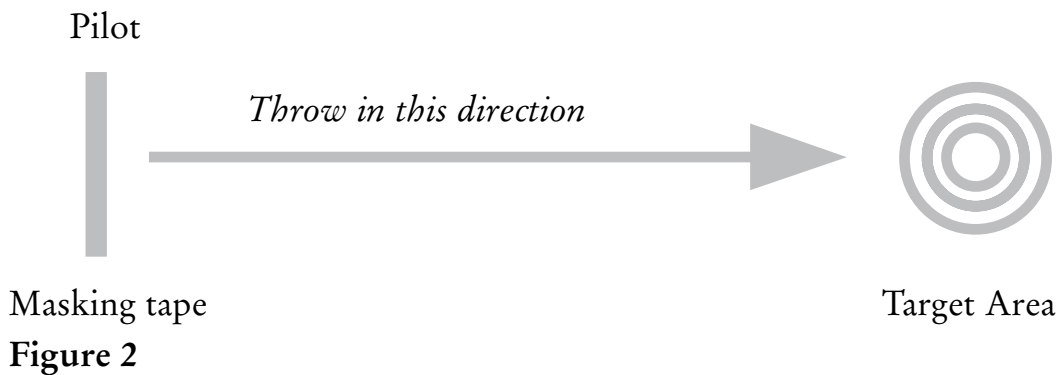 Pilot
Throw in this direction
Masking tape
Target Area
Figure 2